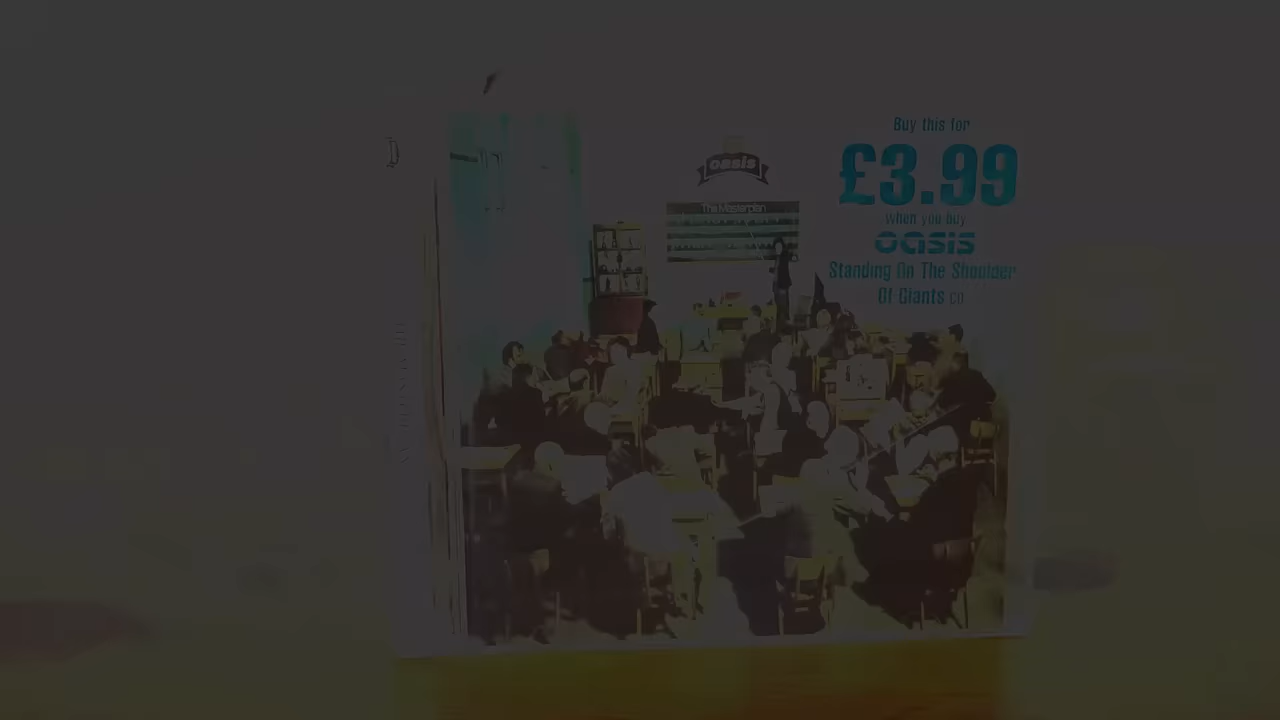 Buy this for
£3.99
when you buy
oasis
Standing On The Shoulder
Of Giants CD
oasis
The Masterplan